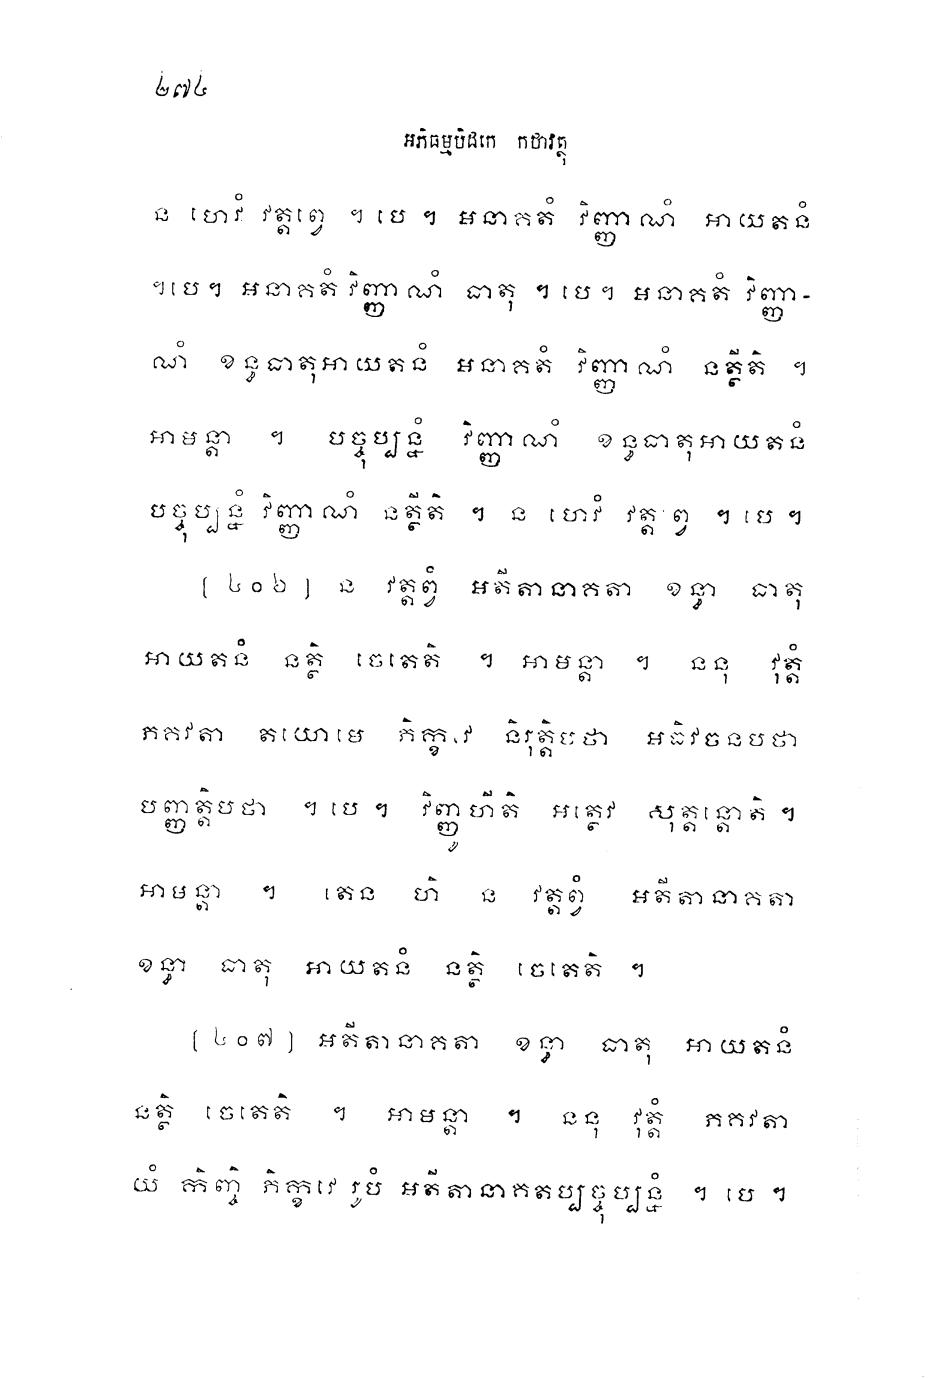 ២៧៤
អភិធម្មបិដកេ កថាវត្ថុ
ន ហេវំ វត្តព្វេ ។ បេ ។ អនាគតំ វិញ្ញាណំ អាយតនំ
។ បេ ។ អនាគតំ វិញ្ញាណំ ធាតុ ។ បេ ។ អនាគតំ វិញ្ញា-
ណំ ខន្ធធាតុអាយតនំ អនាគតំ វិញ្ញាណំ នត្ថីតិ ។
អាមន្តា ។ បច្ចុប្បន្នំ វិញ្ញាណំ ខន្ធធាតុអាយតនំ
បច្ចុប្បន្នំ វិញ្ញាណំ នត្ថីតិ ។ ន ហេវំ វត្តព្វេ ។ បេ ។
[៤០៦] ន វត្តព្វំ អតីតានាគតា ខន្ធា ធាតុ
អាយតនំ នត្ថិ ចេតេតិ ។ អាមន្តា ។ ននុ វុត្តំ
ភគវតា តយោមេ ភិក្ខវេ និរុត្តិបថា អធិវចនបថា
បញ្ញត្តិបថា ។ បេ ។ វិញ្ញូហីតិ អត្ថេវ សុត្តន្តោតិ ។
អាមន្តា ។ តេន ហិ ន វត្តព្វំ អតីតានាគតា
ខន្ធា ធាតុ អាយតនំ នត្ថិ ចេតេតិ ។
[៤០៧] អតីតានាគតា ខន្ធា ធាតុ អាយតនំ
នត្ថិ ចេតេតិ ។ អាមន្តា ។ ននុ វុត្តំ ភគវតា
យំ កិញ្ចិ ភិក្ខវេ រូបំ អតីតានាគតប្បច្ចុប្បន្នំ ។ បេ ។